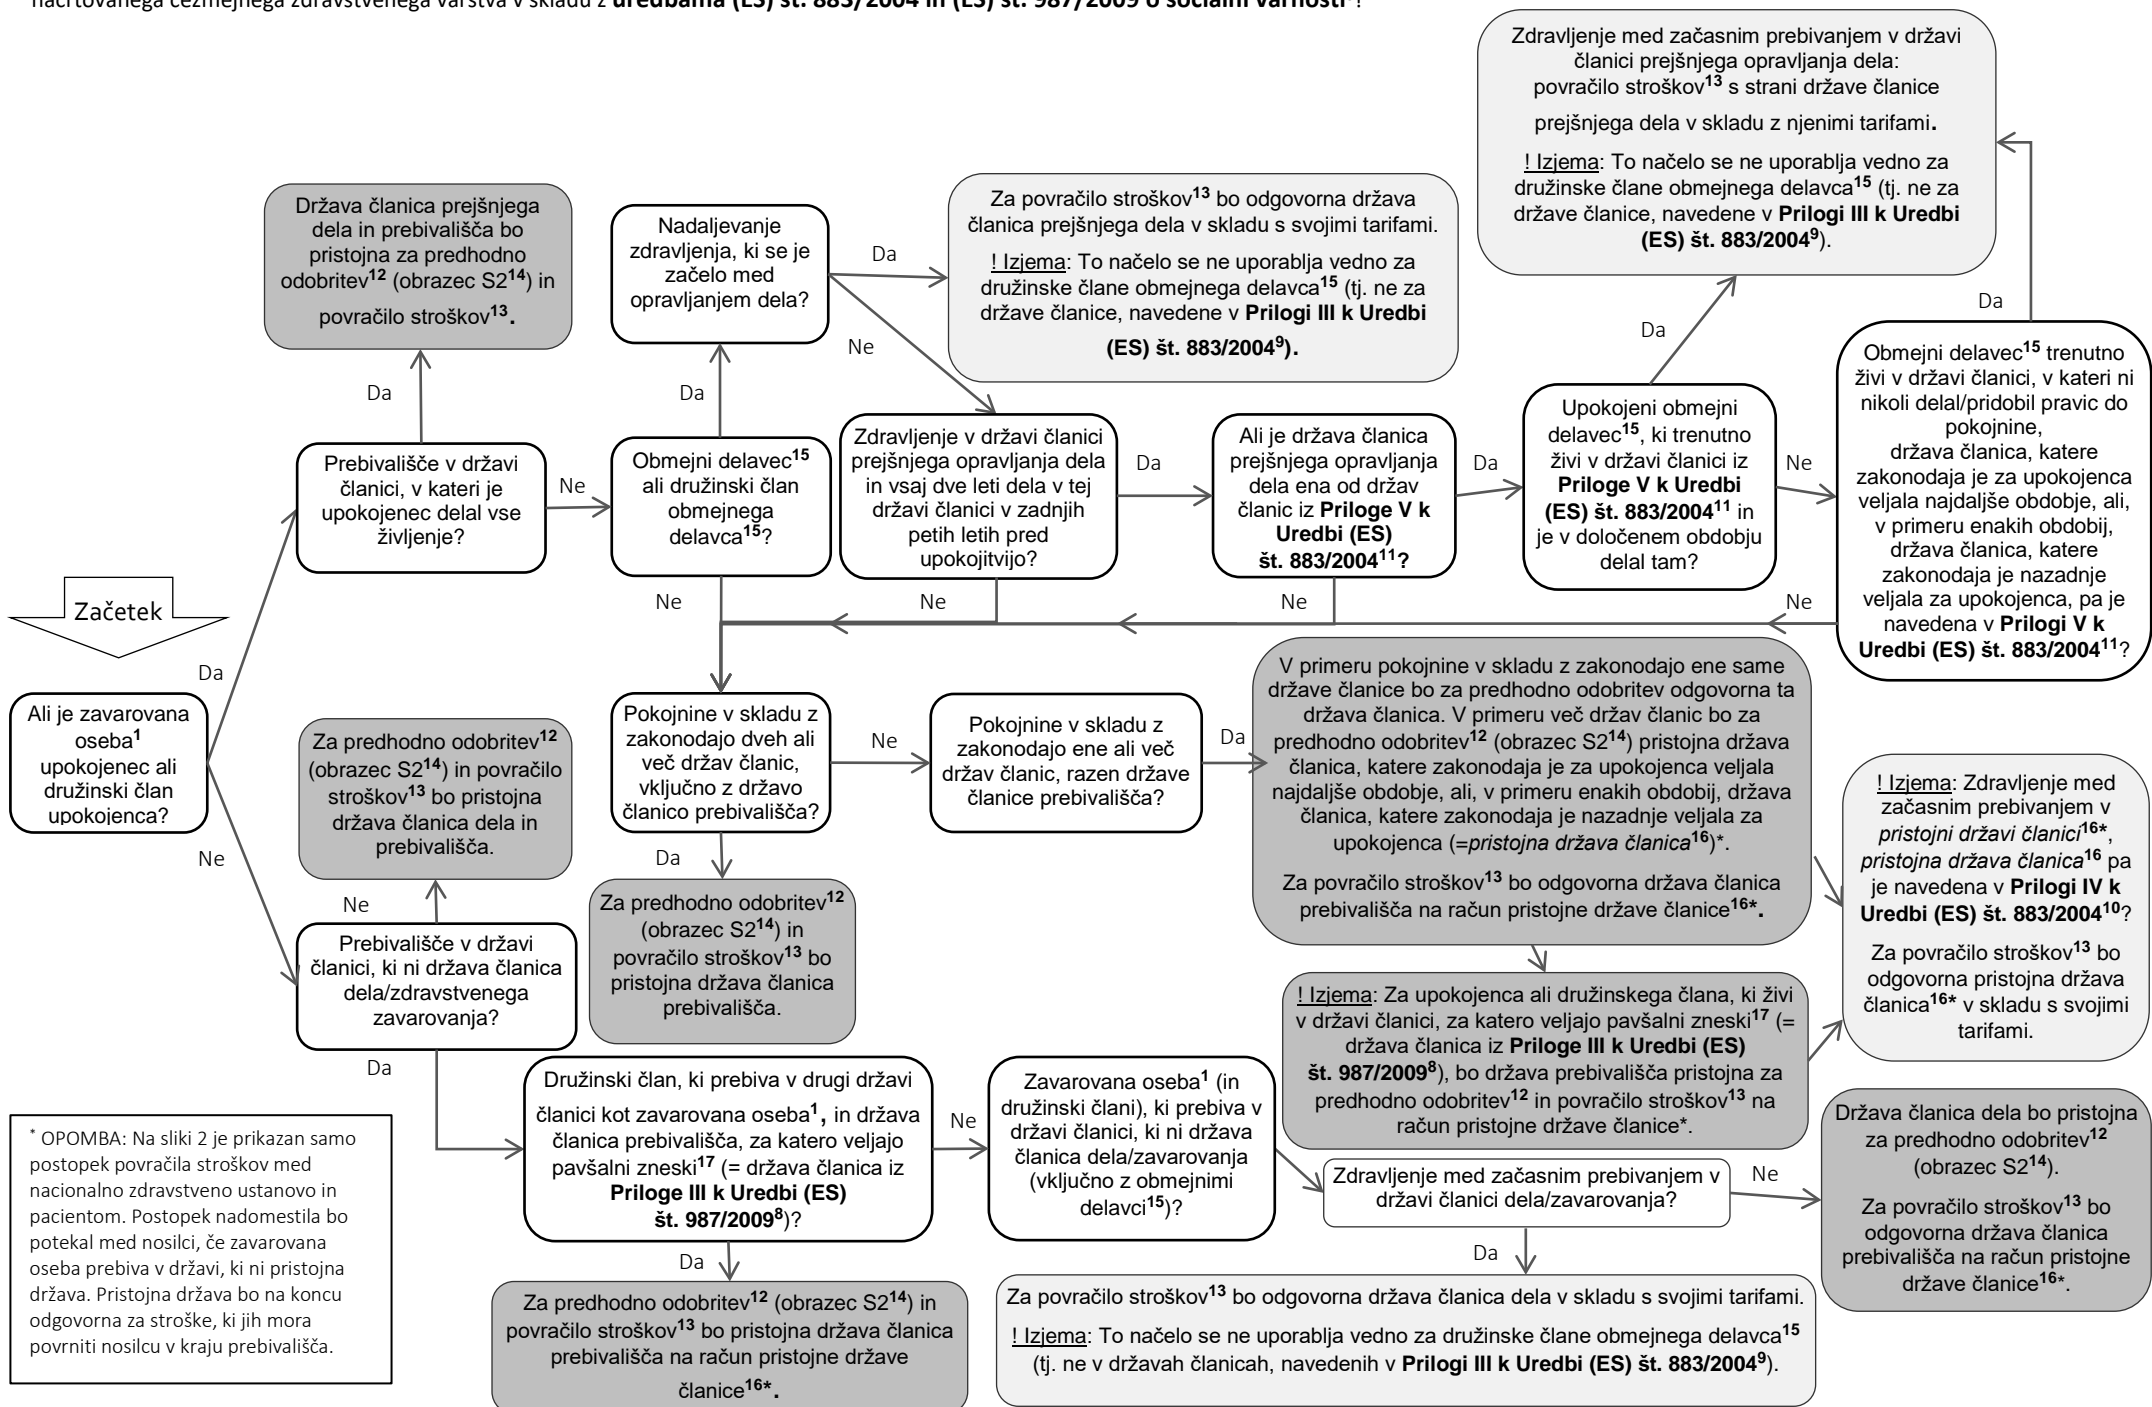 načrtovanega čezmejnega zdravstvenega varstva v skladu z uredbama (ES) št. 883/2004 in (ES) št. 987/2009 o socialni varnosti*?
Zdravljenje med začasnim prebivanjem v državi
članici prejšnjega opravljanja dela:
povračilo stroškov13 s strani države članice
prejšnjega dela v skladu z njenimi tarifami.
! Izjema: To načelo se ne uporablja vedno za
družinske člane obmejnega delavca15 (tj. ne za
države članice, navedene v Prilogi III k Uredbi
(ES) št. 883/20049).
Država članica prejšnjega
dela in prebivališča bo
pristojna za predhodno
odobritev12 (obrazec S214) in
povračilo stroškov13.
Nadaljevanje
zdravljenja, ki se je
začelo med
opravljanjem dela?
Da
Ne
Za povračilo stroškov13 bo odgovorna država
članica prejšnjega dela v skladu s svojimi tarifami.
! Izjema: To načelo se ne uporablja vedno za
družinske člane obmejnega delavca15 (tj. ne za
države članice, navedene v Prilogi III k Uredbi
(ES) št. 883/20049).
Da
Da
Da
Da
Prebivališče v državi
članici, v kateri je
upokojenec delal vse
življenje?
Ne
Obmejni delavec15
ali družinski član
obmejnega
delavca15?
Zdravljenje v državi članici
prejšnjega opravljanja dela
in vsaj dve leti dela v tej
državi članici v zadnjih
petih letih pred
upokojitvijo?
Da
Ali je država članica
prejšnjega opravljanja
dela ena od držav
članic iz Priloge V k
Uredbi (ES)
št. 883/200411?
Da
Upokojeni obmejni
delavec15, ki trenutno
živi v državi članici iz
Priloge V k Uredbi
(ES) št. 883/200411 in
je v določenem obdobju
delal tam?
Ne
Obmejni delavec15 trenutno
živi v državi članici, v kateri ni
nikoli delal/pridobil pravic do
pokojnine,
država članica, katere
zakonodaja je za upokojenca
veljala najdaljše obdobje, ali,
v primeru enakih obdobij,
država članica, katere
zakonodaja je nazadnje
veljala za upokojenca, pa je
navedena v Prilogi V k
Uredbi (ES) št. 883/200411?
Ne
Ne
Ne
Ne
Začetek
Da
Ali je zavarovana
oseba1
upokojenec ali
družinski član
upokojenca?
Ne
Za predhodno odobritev12
(obrazec S214) in povračilo
stroškov13 bo pristojna
država članica dela in
prebivališča.
Ne
Pokojnine v skladu z
zakonodajo dveh ali
več držav članic,
vključno z državo
članico prebivališča?
Ne
Pokojnine v skladu z
zakonodajo ene ali več
držav članic, razen države
članice prebivališča?
Da
V primeru pokojnine v skladu z zakonodajo ene same
države članice bo za predhodno odobritev odgovorna ta
država članica. V primeru več držav članic bo za
predhodno odobritev12 (obrazec S214) pristojna država
članica, katere zakonodaja je za upokojenca veljala
najdaljše obdobje, ali, v primeru enakih obdobij, država
članica, katere zakonodaja je nazadnje veljala za
upokojenca (=pristojna država članica16)*.
Za povračilo stroškov13 bo odgovorna država članica
prebivališča na račun pristojne države članice16*.
! Izjema: Zdravljenje med
začasnim prebivanjem v
pristojni državi članici16*,
pristojna država članica16 pa
je navedena v Prilogi IV k
Uredbi (ES) št. 883/200410?
Za povračilo stroškov13 bo
odgovorna pristojna država
članica16* v skladu s svojimi
tarifami.
Da
Za predhodno odobritev12
(obrazec S214) in
povračilo stroškov13 bo
pristojna država članica
prebivališča.
Prebivališče v državi
članici, ki ni država članica
dela/zdravstvenega
zavarovanja?
Da
! Izjema: Za upokojenca ali družinskega člana, ki živi
v državi članici, za katero veljajo pavšalni zneski17 (=
država članica iz Priloge III k Uredbi (ES)
št. 987/20098), bo država prebivališča pristojna za
predhodno odobritev12 in povračilo stroškov13 na
račun pristojne države članice*.
Družinski član, ki prebiva v drugi državi
članici kot zavarovana oseba1, in država
članica prebivališča, za katero veljajo
pavšalni zneski17 (= država članica iz
Priloge III k Uredbi (ES)
št. 987/20098)?
Ne
Zavarovana oseba1 (in
družinski člani), ki prebiva v
državi članici, ki ni država
članica dela/zavarovanja
(vključno z obmejnimi
delavci15)?
Zdravljenje med začasnim prebivanjem v
državi članici dela/zavarovanja?
Ne
Država članica dela bo pristojna
za predhodno odobritev12
(obrazec S214).
Za povračilo stroškov13 bo
odgovorna država članica
prebivališča na račun pristojne
države članice16*.
* OPOMBA: Na sliki 2 je prikazan samo
postopek povračila stroškov med
nacionalno zdravstveno ustanovo in
pacientom. Postopek nadomestila bo
potekal med nosilci, če zavarovana
oseba prebiva v državi, ki ni pristojna
država. Pristojna država bo na koncu
odgovorna za stroške, ki jih mora
povrniti nosilcu v kraju prebivališča.
Da
Za predhodno odobritev12 (obrazec S214) in
povračilo stroškov13 bo pristojna država članica
prebivališča na račun pristojne države
članice16*.
Da
Za povračilo stroškov13 bo odgovorna država članica dela v skladu s svojimi tarifami.
! Izjema: To načelo se ne uporablja vedno za družinske člane obmejnega delavca15
(tj. ne v državah članicah, navedenih v Prilogi III k Uredbi (ES) št. 883/20049).